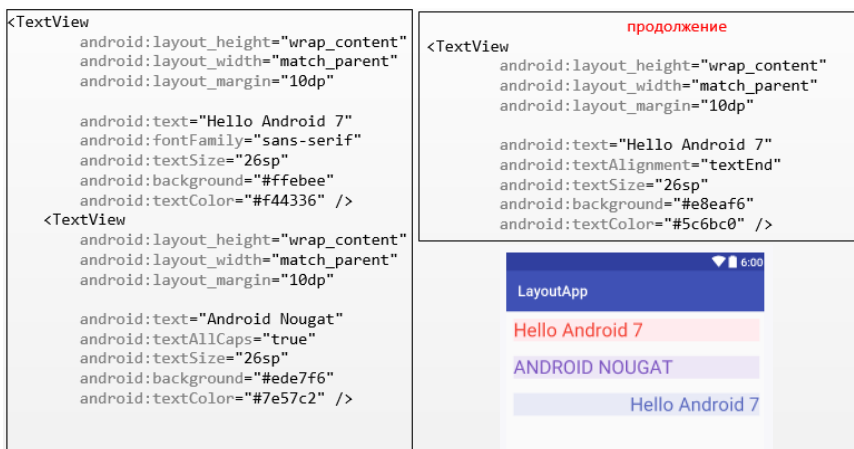 <TextView
android:layout_height="wrap_content"
android:layout_width="match_parent"
android:layout_margin="10dp"
android:text="Hello Android 7"
android:fontFamily="sans-serif"
android:textSize="26sp"
android:background="#ffebee"
android:textColor="#f44336" />
<TextView
android:layout_height="wrap_content"
android:layout_width="match_parent"
android:layout_margin="10dp"
android:text="Android Nougat"
android:textAllCaps="true"
android:textSize="26sp"
android:background="#ede7f6"
android:textColor="#7e57c2" />
продолжение
<TextView
android:layout_height="wrap_content"
android:layout_width="match_parent"
android:layout_margin="10dp"
android:text="Hello Android 7"
android:textAlignment="textEnd"
android:textSize="26sp"
android:background="#e8eaf6"
android:textColor="#5c6bc0" />
6:00
LayoutApp
Hello Android 7
ANDROID NOUGAT
Hello Android 7